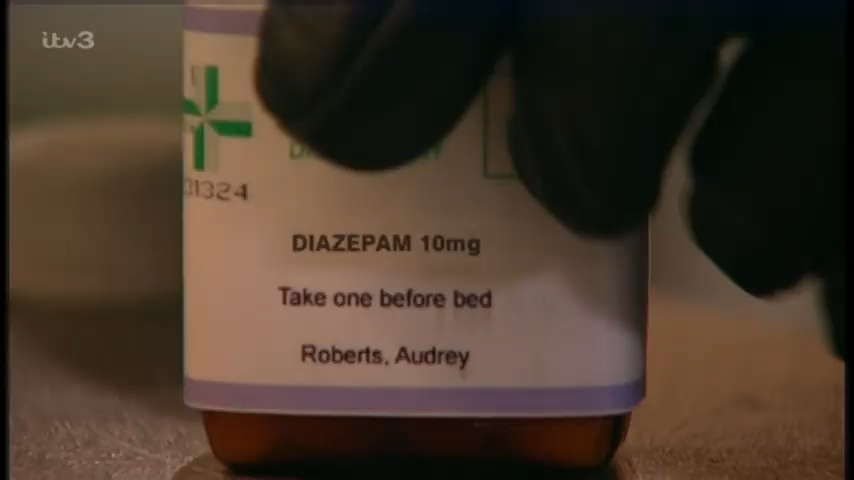 itv3
31324
DIAZEPAM 10mg
Take one before bed
Roberts, Audrey